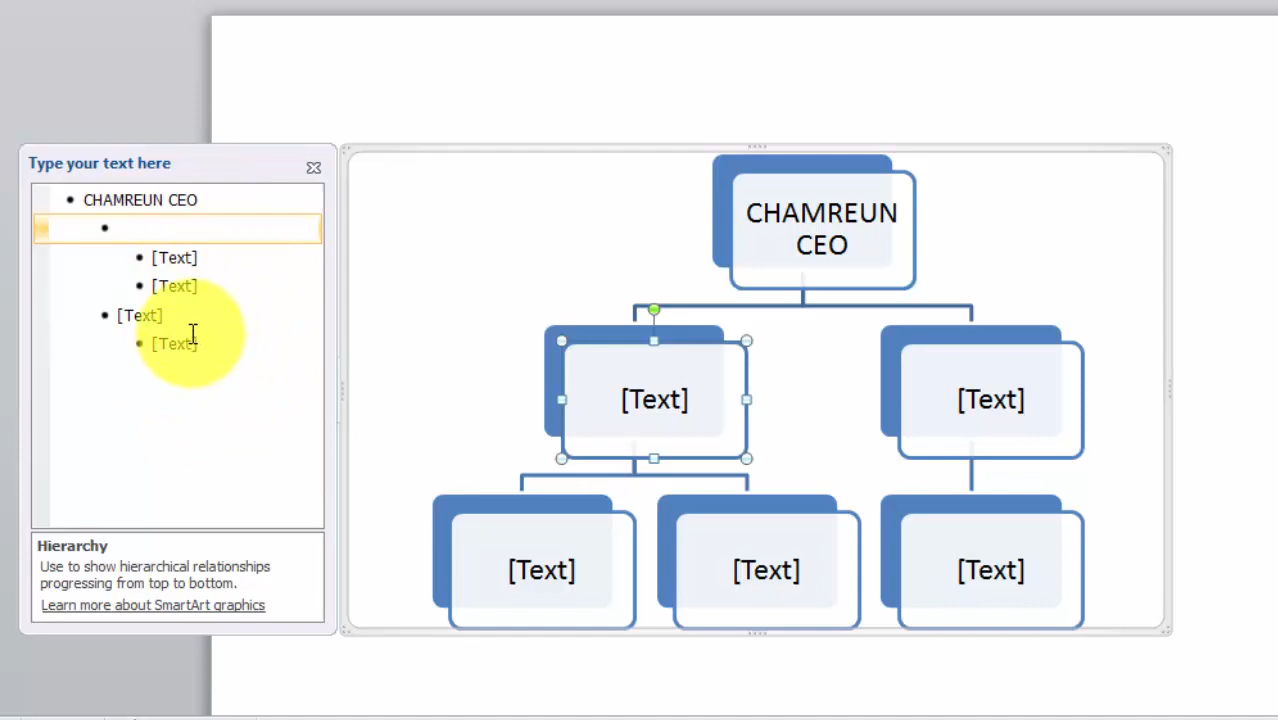 Type your text here
CHAMREUN CEO
[Text]
[Text]
[Text]
[Text]
Hierarchy
Use to show hierarchical relationships
progressing from top to bottom.
Learn more about SmartArt graphics
CHAMREUN
CEO
[Text]
[Text]
[Text]
[Text]
[Text]